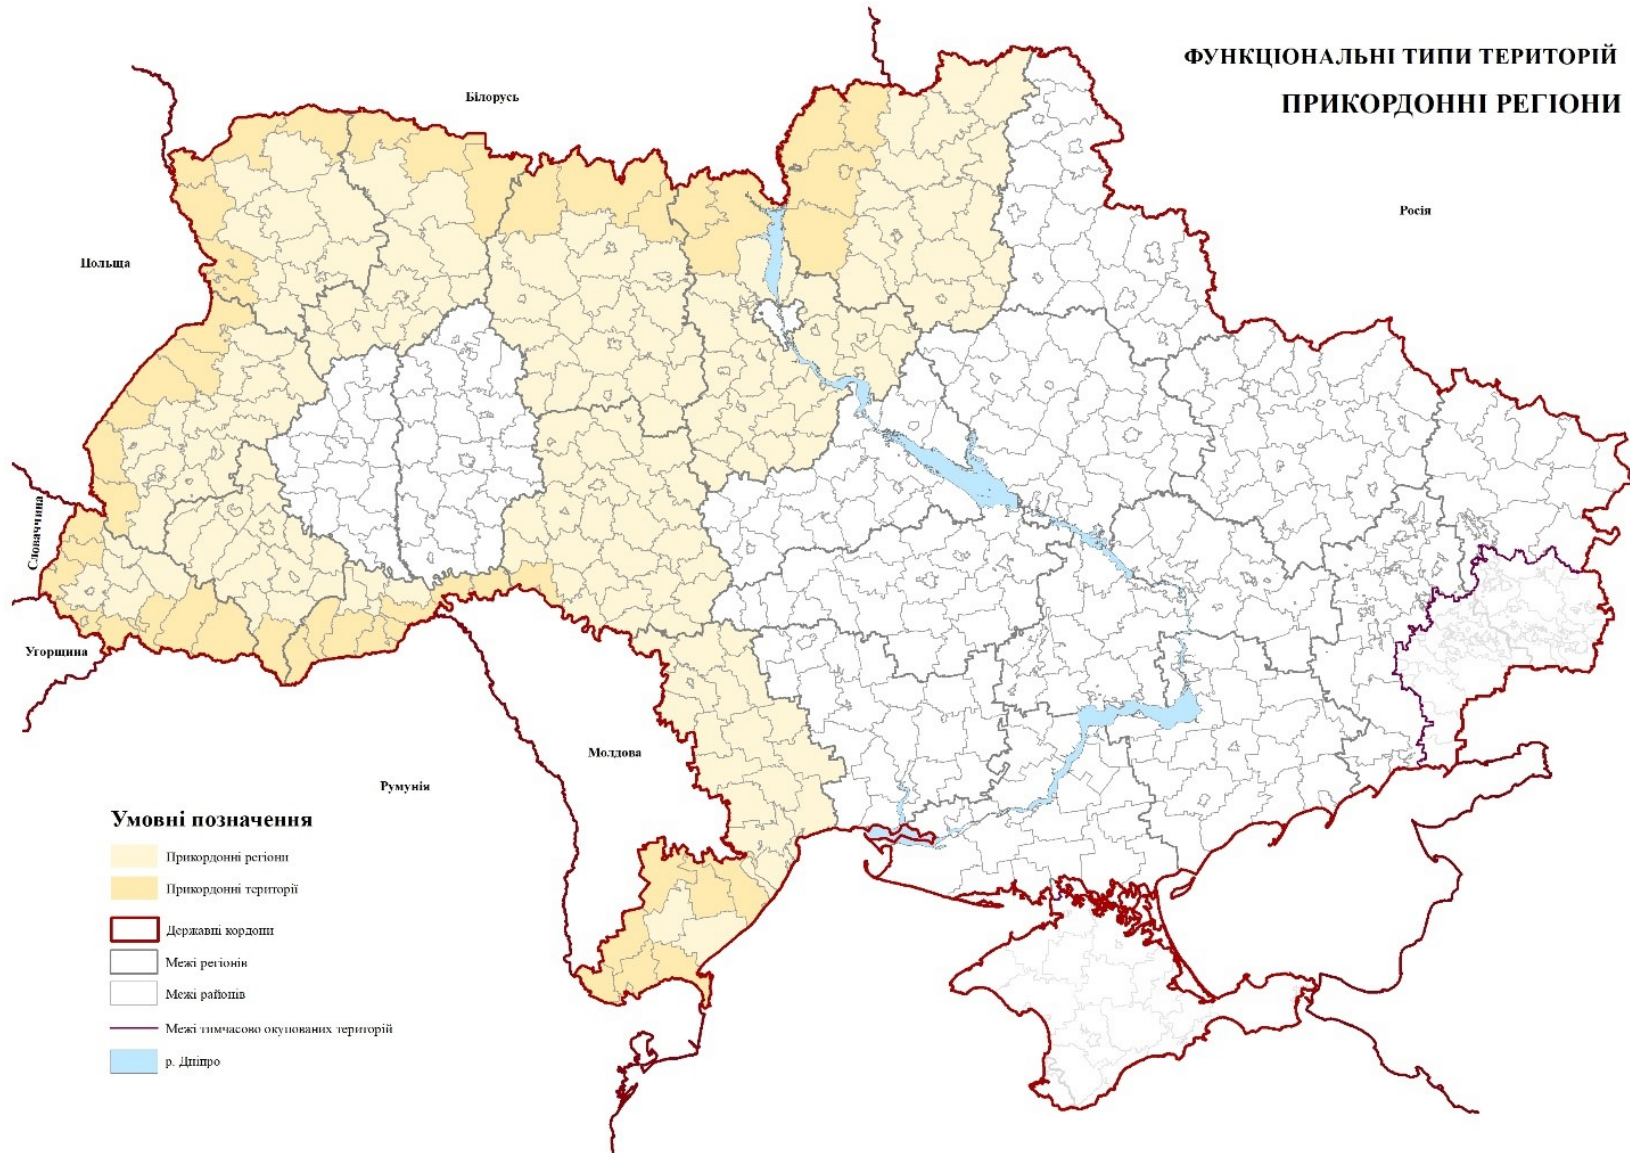 ФУНКЦІОНАЛЬНІ ТИПИ ТЕРИТОРІЙ
ПРИКОРДОННІ РЕГІОНИ
Білорусь
Росія
Польща
Словаччина
Угорщина
Молдова
Румунія
Умовні позначення
Прикордонні регіони
Прикордонні території
Державні кордони
Межі регіонів
Межі районів
Межі тимчасово окупованих територій
р. Дніпро